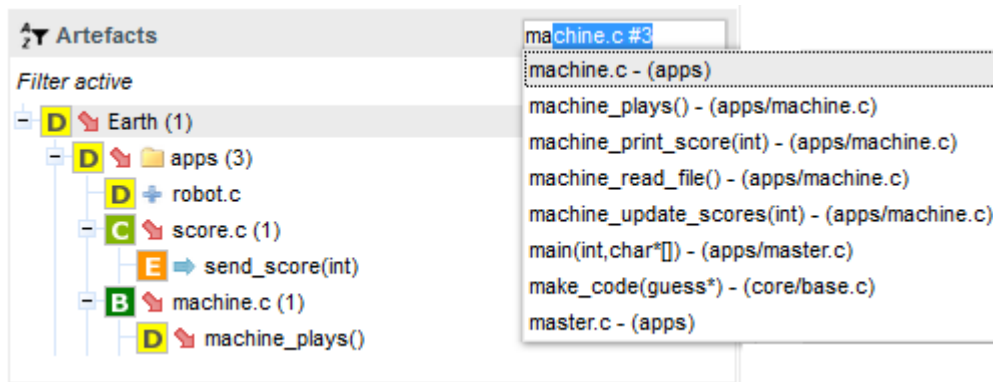 Artefacts
machine.c #3
Filter active
D Earth (1)
D apps (3)
D robot.c
C score.c (1)
E send_score(int)
B machine.c (1)
D machine_plays()
machine.c - (apps)
machine_plays() - (apps/machine.c)
machine_print_score(int) - (apps/machine.c)
machine_read_file() - (apps/machine.c)
machine_update_scores(int) - (apps/machine.c)
main(int,char*[]) - (apps/master.c)
make_code(guess*) - (core/base.c)
master.c - (apps)